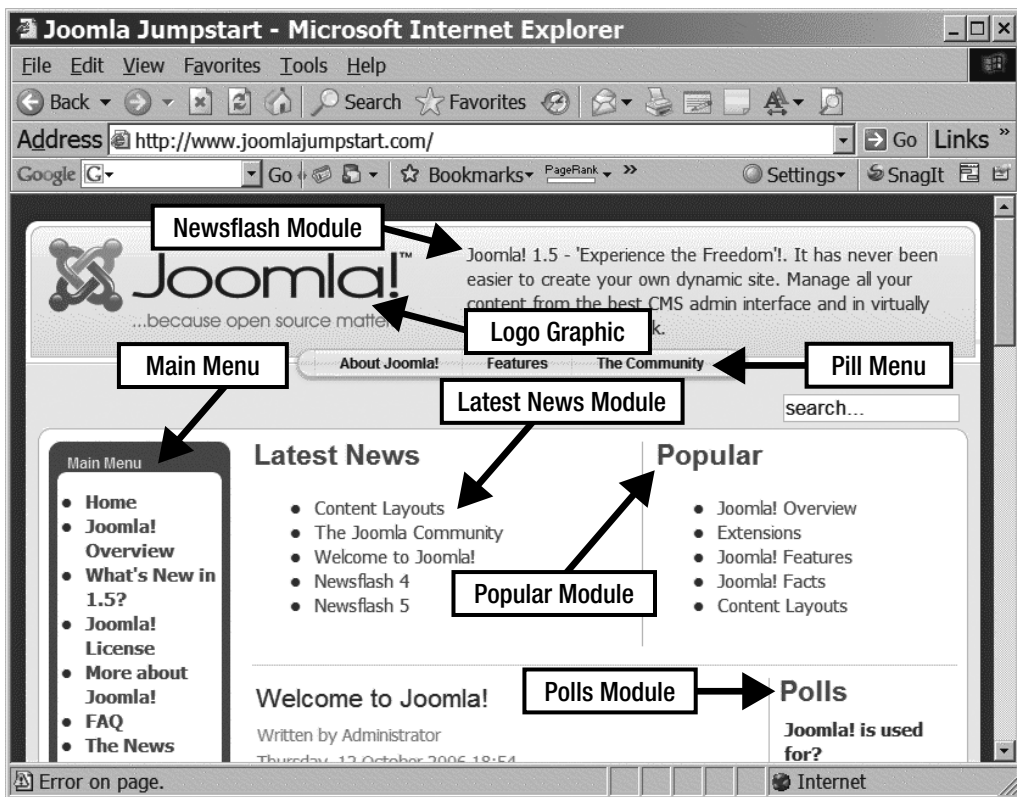 Joomla Jumpstart - Microsoft Internet Explorer
File Edit View Favorites Tools Help
Back Search Favorites
Address http://www.joomlajumpstart.com/ Go Links »
Google G Go Bookmarks PageRank » Settings SnagIt
Newsflash Module
Joomla!™
...because open source matte
Joomla! 1.5 - 'Experience the Freedom'!. It has never been
easier to create your own dynamic site. Manage all your
content from the best CMS admin interface and in virtually
k.
Logo Graphic
Main Menu
About Joomla! Features The Community
Pill Menu
Latest News Module
search...
Main Menu
Home
Joomla!
Overview
What's New in
1.5?
Joomla!
License
More about
Joomla!
FAQ
The News
Latest News
Content Layouts
The Joomla Community
Welcome to Joomla!
Newsflash 4
Newsflash 5
Popular
Joomla! Overview
Extensions
Joomla! Features
Joomla! Facts
Content Layouts
Popular Module
Welcome to Joomla!
Written by Administrator
Thursday, 12 October 2006 18:54
Polls Module
Polls
Joomla! is used
for?
Error on page.
Internet